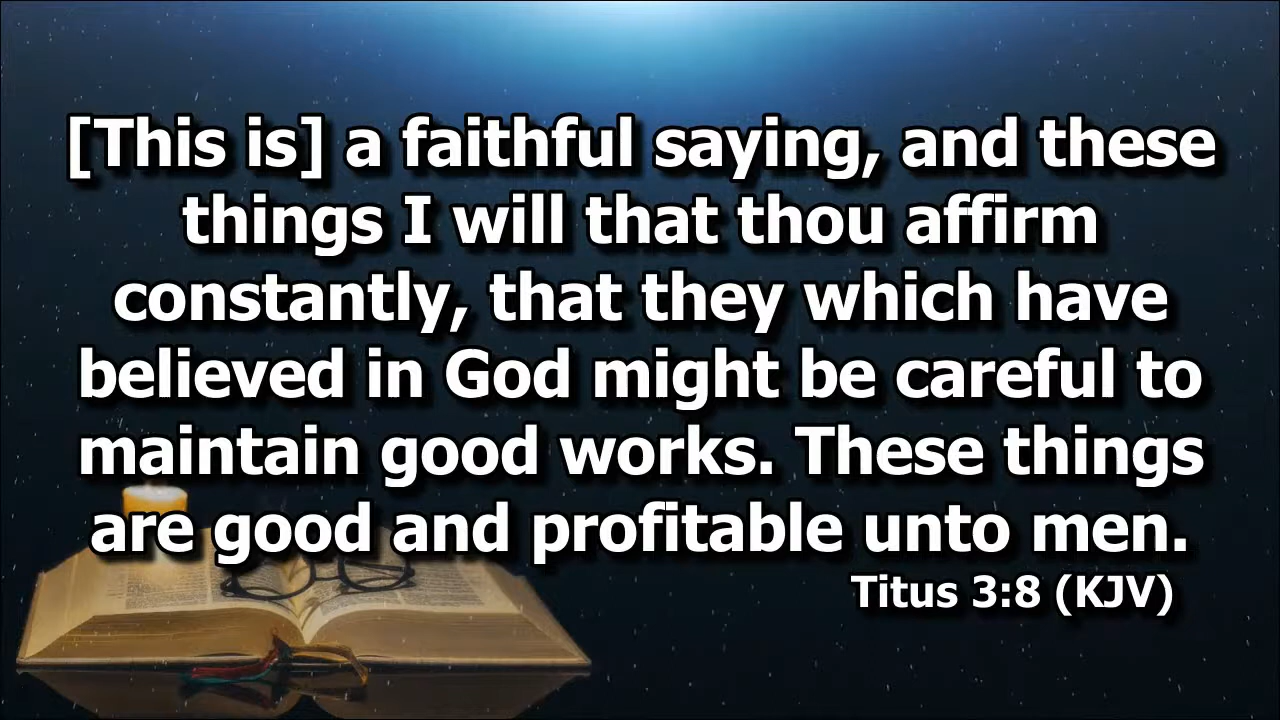 [This is] a faithful saying, and these
things I will that thou affirm
constantly, that they which have
believed in God might be careful to
maintain good works. These things
are good and profitable unto men.
Titus 3:8 (KJV)